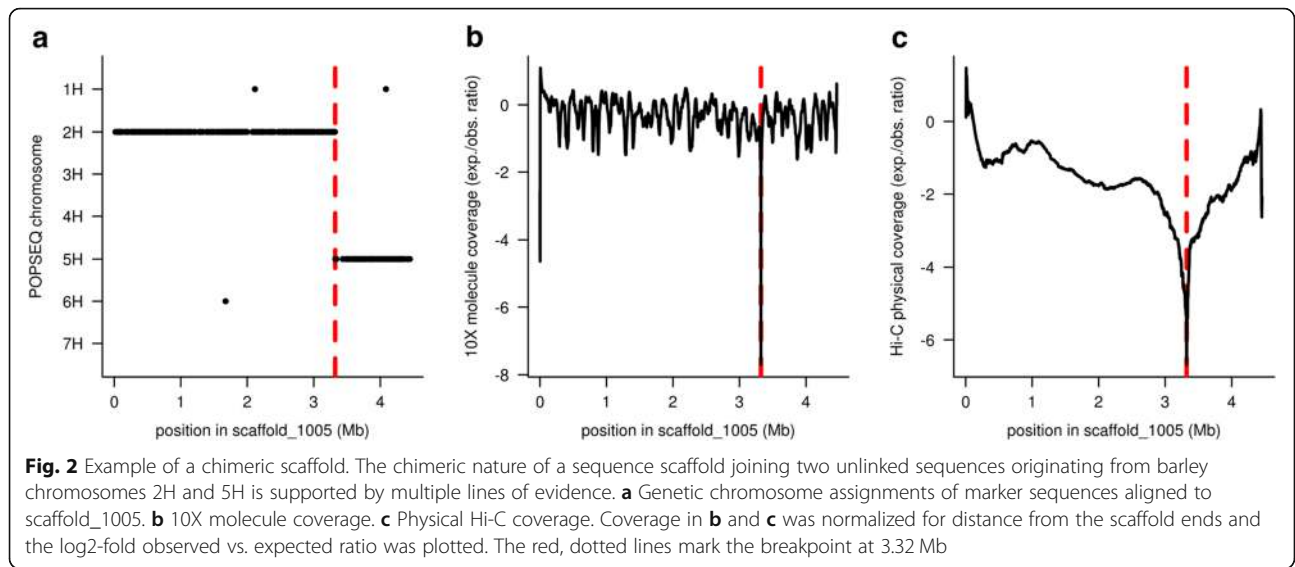 a
b
c
1H
2H
3H
4H
5H
6H
7H
POPSEQ chromosome
0 1 2 3 4
position in scaffold_1005 (Mb)
0
-2
-4
-6
-8
10X molecule coverage (exp./obs. ratio)
0 1 2 3 4
position in scaffold_1005 (Mb)
0
-2
-4
-6
Hi-C physical coverage (exp./obs. ratio)
0 1 2 3 4
position in scaffold_1005 (Mb)
Fig. 2 Example of a chimeric scaffold. The chimeric nature of a sequence scaffold joining two unlinked sequences originating from barley
chromosomes 2H and 5H is supported by multiple lines of evidence. a Genetic chromosome assignments of marker sequences aligned to
scaffold_1005. b 10X molecule coverage. c Physical Hi-C coverage. Coverage in b and c was normalized for distance from the scaffold ends and
the log2-fold observed vs. expected ratio was plotted. The red, dotted lines mark the breakpoint at 3.32 Mb